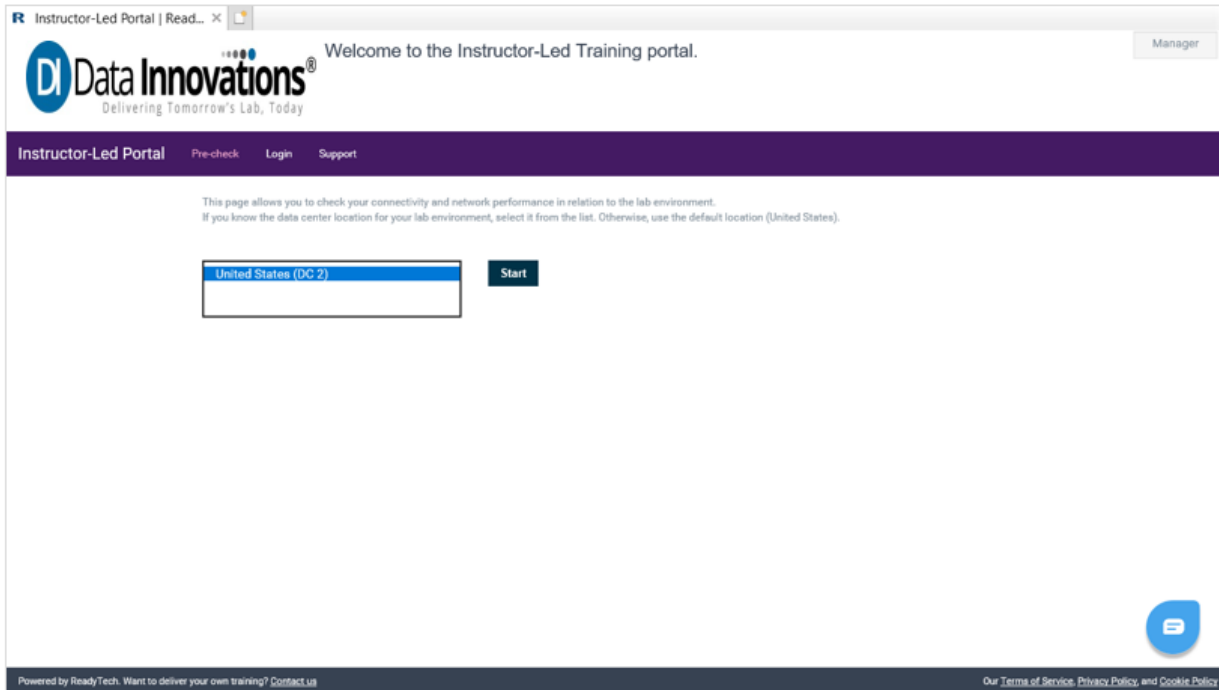 R Instructor-Led Portal | Read...
DI Data Innovations®
Delivering Tomorrow's Lab, Today
Welcome to the Instructor-Led Training portal.
Manager
Instructor-Led Portal Pre-check Login Support
This page allows you to check your connectivity and network performance in relation to the lab environment.
If you know the data center location for your lab environment, select it from the list. Otherwise, use the default location (United States).
United States (DC 2)
Start
Powered by ReadyTech. Want to deliver your own training? Contact us
Our Terms of Service, Privacy Policy, and Cookie Policy